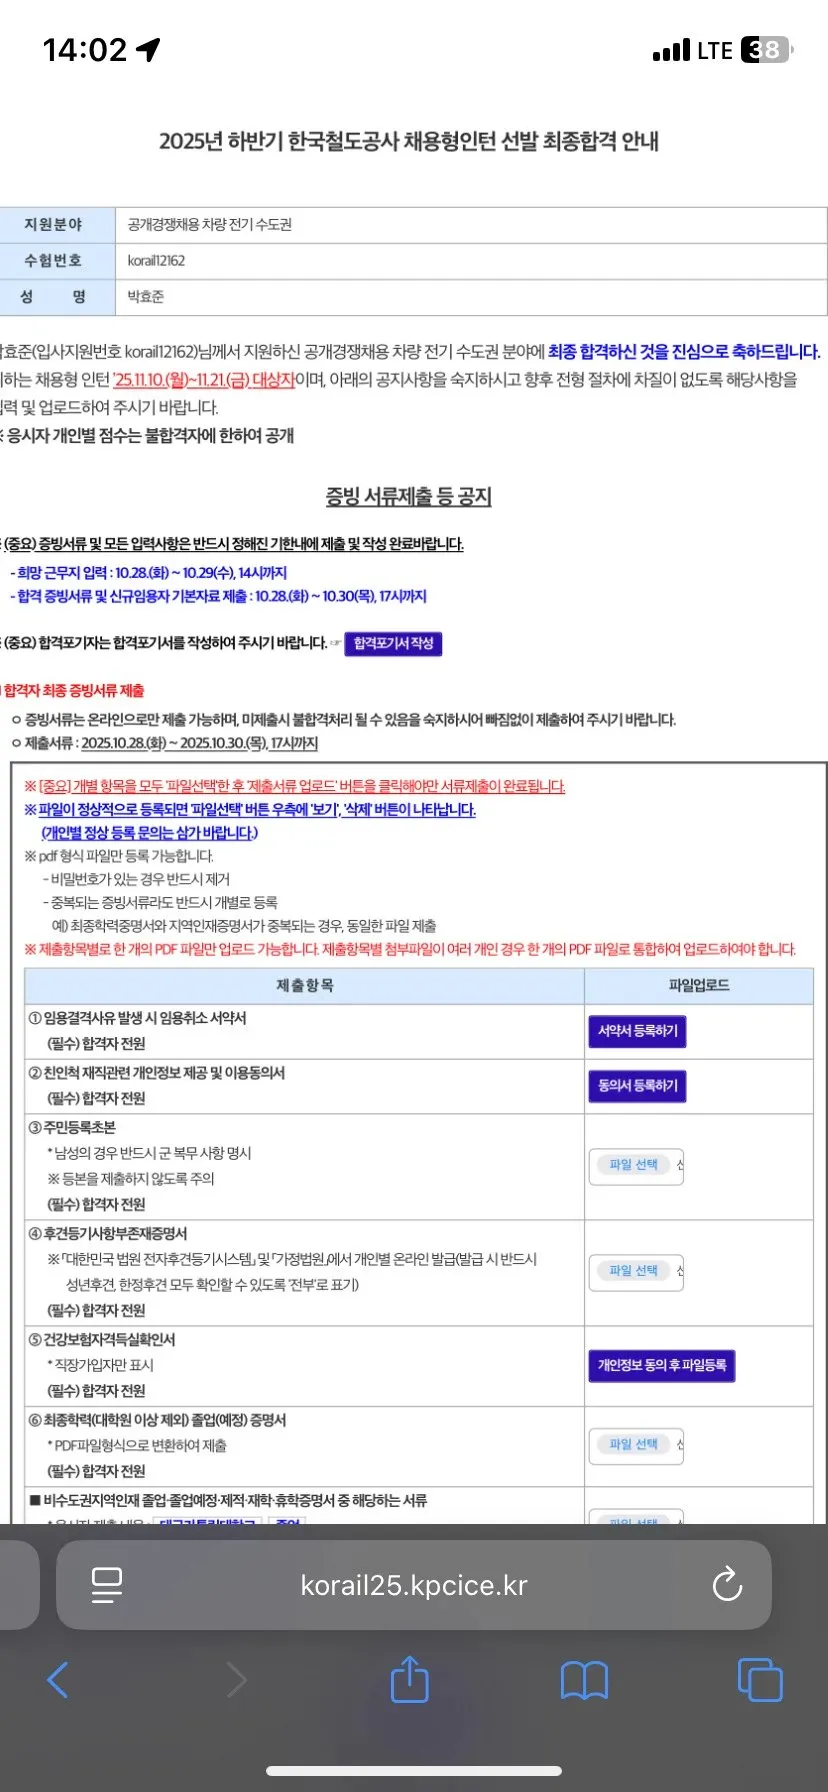 14:02
LTE 38
2025년 하반기 한국철도공사 채용형인턴 선발 최종합격 안내
지원분야 공개경쟁채용 차량 전기 수도권
수험번호 korail12162
성 명 박효준
박효준(입사지원번호 korail12162)님께서 지원하신 공개경쟁채용 차량 전기 수도권 분야에 최종 합격하신 것을 진심으로 축하드립니다.
하는 채용형 인턴 '25.11.10.(월)~11.21.(금) 대상자이며, 아래의 공지사항을 숙지하시고 향후 전형 절차에 차질이 없도록 해당사항을
력 및 업로드하여 주시기 바랍니다.
※ 응시자 개인별 점수는 불합격자에 한하여 공개
증빙 서류제출 등 공지
(중요) 증빙서류 및 모든 입력사항은 반드시 정해진 기한내에 제출 및 작성 완료바랍니다.
- 희망 근무지 입력 : 10.28.(화) ~ 10.29(수), 14시까지
- 합격 증빙서류 및 신규임용자 기본자료 제출 : 10.28.(화) ~ 10.30(목), 17시까지
(중요) 합격포기자는 합격포기서를 작성하여 주시기 바랍니다. ☞ 합격포기서 작성
합격자 최종 증빙서류 제출
ㅇ 증빙서류는 온라인으로만 제출 가능하며, 미제출시 불합격처리 될 수 있음을 숙지하시어 빠짐없이 제출하여 주시기 바랍니다.
ㅇ 제출서류 : 2025.10.28.(화) ~ 2025.10.30.(목), 17시까지
※ [중요] 개별 항목을 모두 '파일선택'한 후 '제출서류 업로드' 버튼을 클릭해야만 서류제출이 완료됩니다.
※ 파일이 정상적으로 등록되면 '파일선택' 버튼 우측에 '보기', '삭제' 버튼이 나타납니다.
(개인별 정상 등록 문의는 삼가 바랍니다.)
※ pdf 형식 파일만 등록 가능합니다.
- 비밀번호가 있는 경우 반드시 제거
- 중복되는 증빙서류라도 반드시 개별로 등록
예) 최종학력증명서와 지역인재증명서가 중복되는 경우, 동일한 파일 제출
※ 제출항목별로 한 개의 PDF 파일만 업로드 가능합니다. 제출항목별 첨부파일이 여러 개인 경우 한 개의 PDF 파일로 통합하여 업로드하여야 합니다.
제출항목 파일업로드
① 임용결격사유 발생 시 임용취소 서약서
(필수) 합격자 전원
서약서 등록하기
② 친인척 재직관련 개인정보 제공 및 이용동의서
(필수) 합격자 전원
동의서 등록하기
③ 주민등록초본
* 남성의 경우 반드시 군 복무 사항 명시
※ 등본을 제출하지 않도록 주의
(필수) 합격자 전원
파일 선택
④ 후견등기사항부존재증명서
※ 「대한민국 법원 전자후견등기시스템」 및 「가정법원」에서 개인별 온라인 발급(발급 시 반드시
성년후견, 한정후견 모두 확인할 수 있도록 '전부'로 표기)
(필수) 합격자 전원
파일 선택
⑤ 건강보험자격득실확인서
* 직장가입자만 표시
(필수) 합격자 전원
개인정보 동의 후 파일등록
⑥ 최종학력(대학원 이상 제외) 졸업(예정) 증명서
* PDF파일형식으로 변환하여 제출
(필수) 합격자 전원
파일 선택
■ 비수도권지역인재 졸업·졸업예정·제적·재학·휴학증명서 중 해당하는 서류
korail25.kpcice.kr